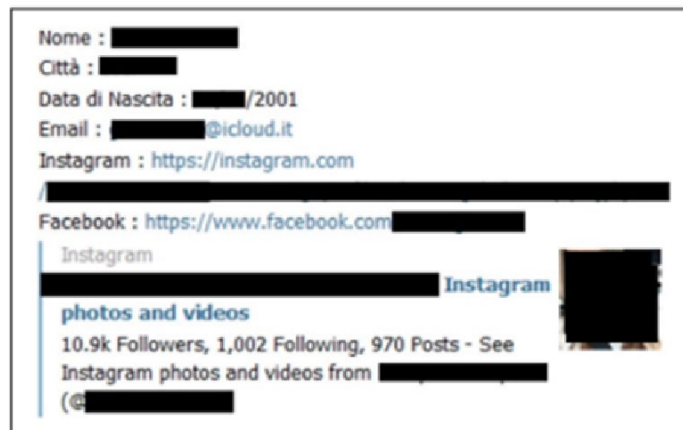 Nome :
Città :
Data di Nascita : /2001
Email : @icloud.it
Instagram : https://instagram.com
/
Facebook : https://www.facebook.com
Instagram
Instagram
photos and videos
10.9k Followers, 1,002 Following, 970 Posts - See
Instagram photos and videos from
(@